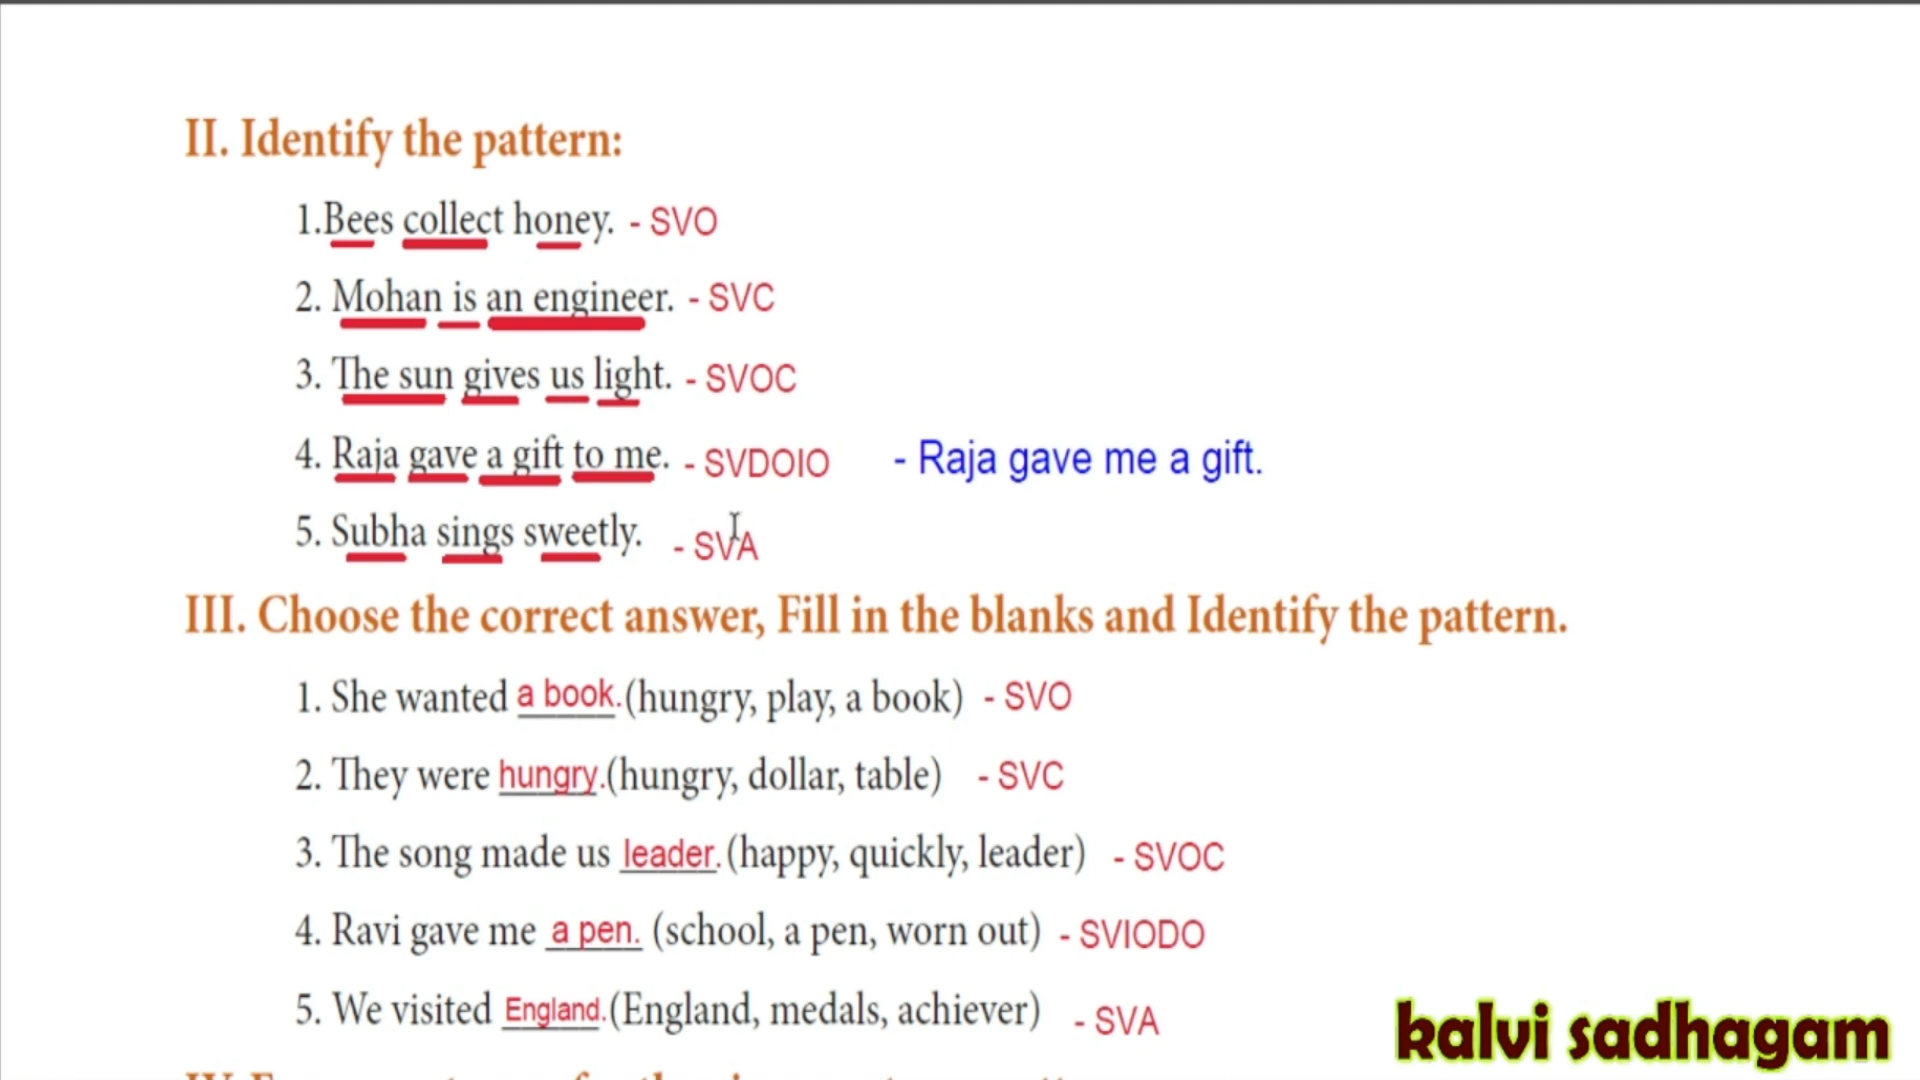 II. Identify the pattern:
1.Bees collect honey. - SVO
2. Mohan is an engineer. - SVC
3. The sun gives us light. - SVOC
4. Raja gave a gift to me. - SVDOIO - Raja gave me a gift.
5. Subha sings sweetly. - SVA
III. Choose the correct answer, Fill in the blanks and Identify the pattern.
1. She wanted a book.(hungry, play, a book) - SVO
2. They were hungry.(hungry, dollar, table) - SVC
3. The song made us leader.(happy, quickly, leader) - SVOC
4. Ravi gave me a pen. (school, a pen, worn out) - SVIODO
5. We visited England.(England, medals, achiever) - SVA
kalvi sadhagam